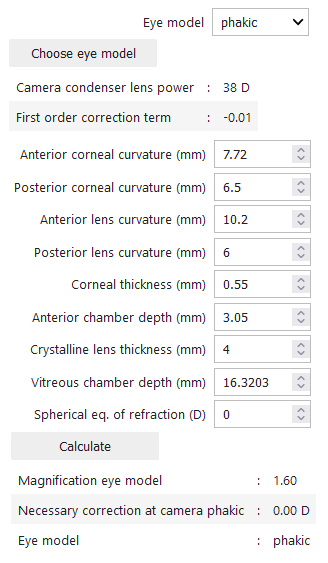 Eye model phakic
Choose eye model
Camera condenser lens power : 38 D
First order correction term : -0.01
Anterior corneal curvature (mm) 7.72
Posterior corneal curvature (mm) 6.5
Anterior lens curvature (mm) 10.2
Posterior lens curvature (mm) 6
Corneal thickness (mm) 0.55
Anterior chamber depth (mm) 3.05
Crystalline lens thickness (mm) 4
Vitreous chamber depth (mm) 16.3203
Spherical eq. of refraction (D) 0
Calculate
Magnification eye model : 1.60
Necessary correction at camera phakic : 0.00 D
Eye model : phakic